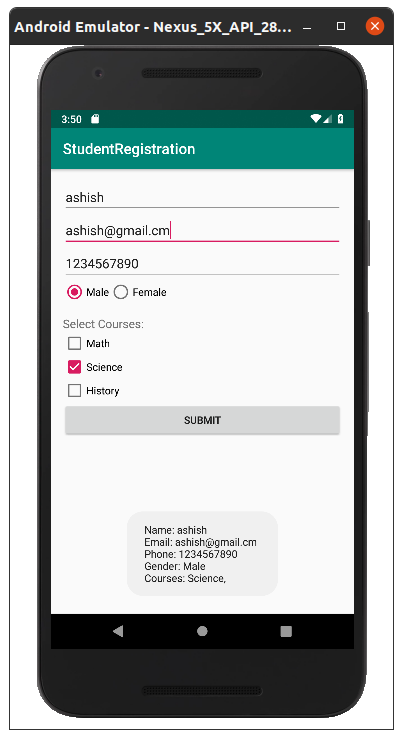 Android Emulator - Nexus_5X_API_28...
3:50
StudentRegistration
ashish
ashish@gmail.cm
1234567890
Male Female
Select Courses:
Math
Science
History
SUBMIT
Name: ashish
Email: ashish@gmail.cm
Phone: 1234567890
Gender: Male
Courses: Science,